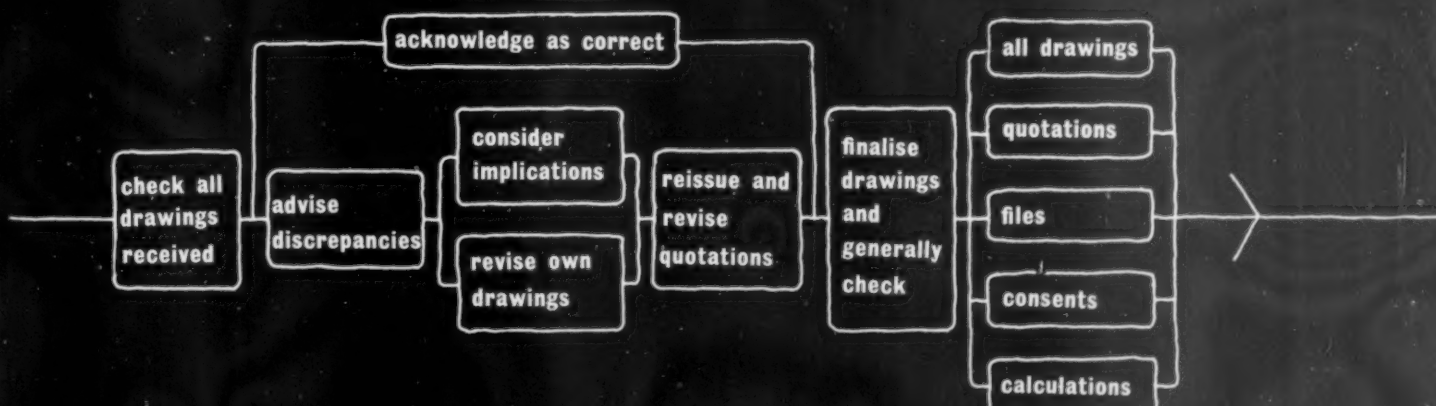 acknowledge as correct
check all
drawings
received
advise
discrepancies
consider
implications
revise own
drawings
reissue and
revise
quotations
finalise
drawings
and
generally
check
all drawings
quotations
files
consents
calculations